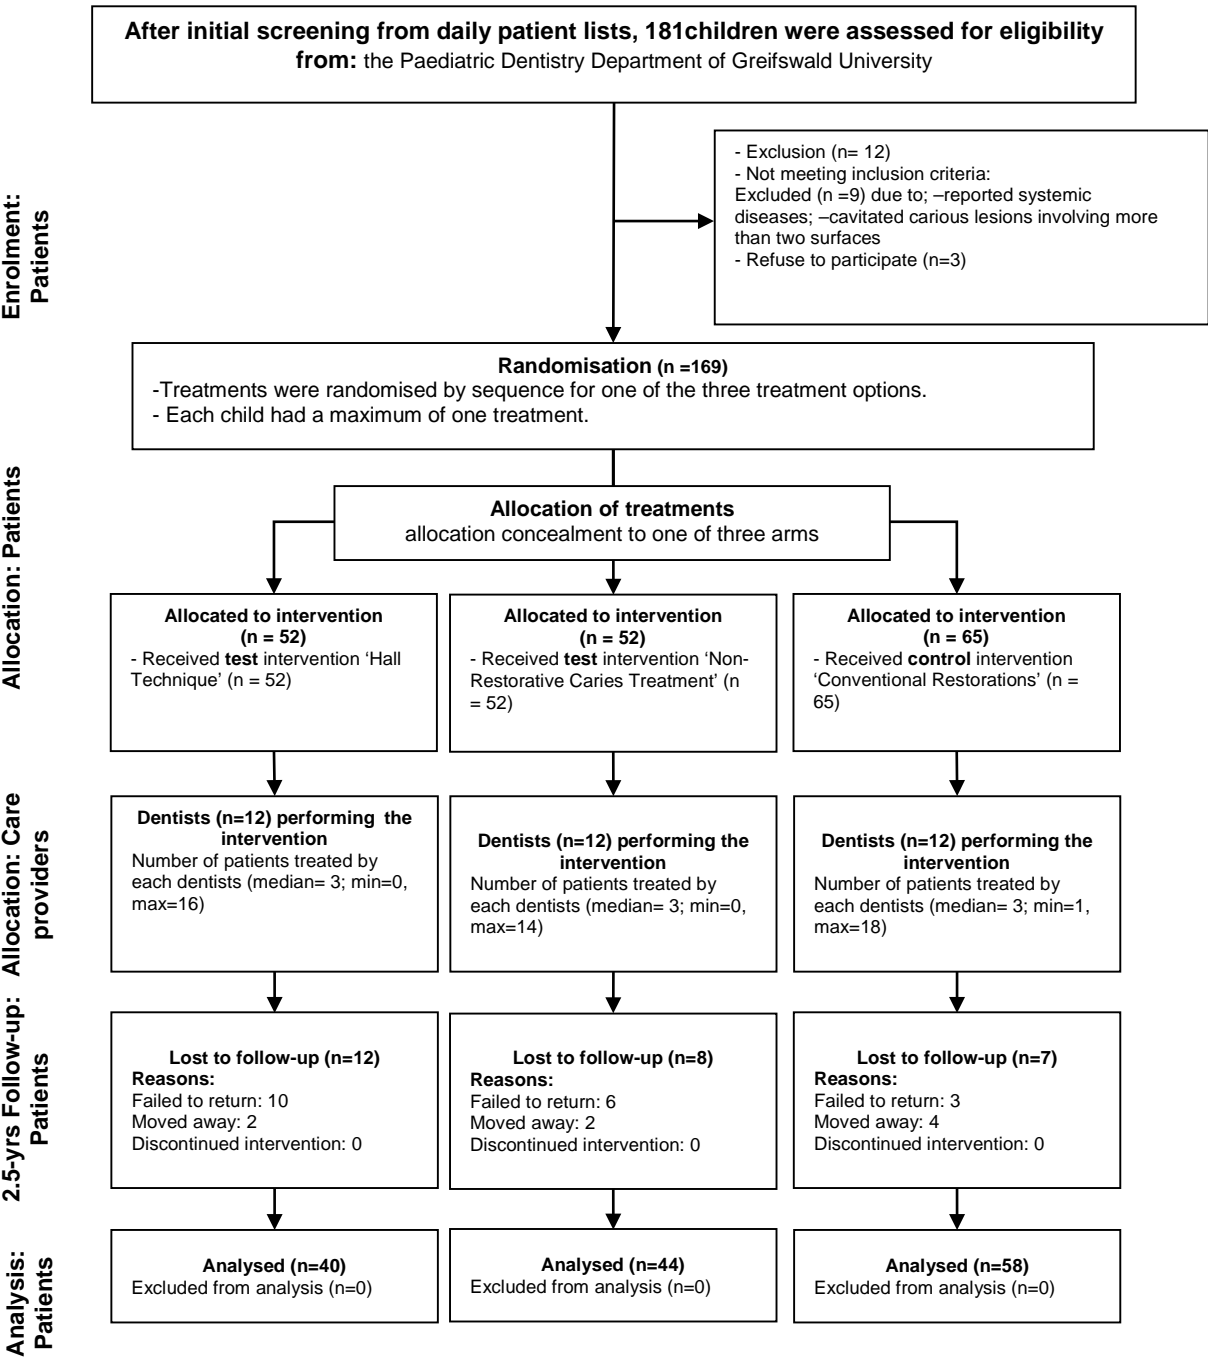 After initial screening from daily patient lists, 181children were assessed for eligibility
from: the Paediatric Dentistry Department of Greifswald University
Enrolment:
Patients
- Exclusion (n= 12)
- Not meeting inclusion criteria:
Excluded (n =9) due to; –reported systemic
diseases; –cavitated carious lesions involving more
than two surfaces
- Refuse to participate (n=3)
Randomisation (n =169)
-Treatments were randomised by sequence for one of the three treatment options.
- Each child had a maximum of one treatment.
Allocation: Patients
Allocation of treatments
allocation concealment to one of three arms
Allocated to intervention
(n = 52)
- Received test intervention ‘Hall
Technique’ (n = 52)
Allocated to intervention
(n = 52)
- Received test intervention ‘Non-
Restorative Caries Treatment’ (n
= 52)
Allocated to intervention
(n = 65)
- Received control intervention
‘Conventional Restorations’ (n =
65)
Allocation: Care
providers
Dentists (n=12) performing the
intervention
Number of patients treated by
each dentists (median= 3; min=0,
max=16)
Dentists (n=12) performing the
intervention
Number of patients treated by
each dentists (median= 3; min=0,
max=14)
Dentists (n=12) performing the
intervention
Number of patients treated by
each dentists (median= 3; min=1,
max=18)
2.5-yrs Follow-up:
Patients
Lost to follow-up (n=12)
Reasons:
Failed to return: 10
Moved away: 2
Discontinued intervention: 0
Lost to follow-up (n=8)
Reasons:
Failed to return: 6
Moved away: 2
Discontinued intervention: 0
Lost to follow-up (n=7)
Reasons:
Failed to return: 3
Moved away: 4
Discontinued intervention: 0
Analysis:
Patients
Analysed (n=40)
Excluded from analysis (n=0)
Analysed (n=44)
Excluded from analysis (n=0)
Analysed (n=58)
Excluded from analysis (n=0)